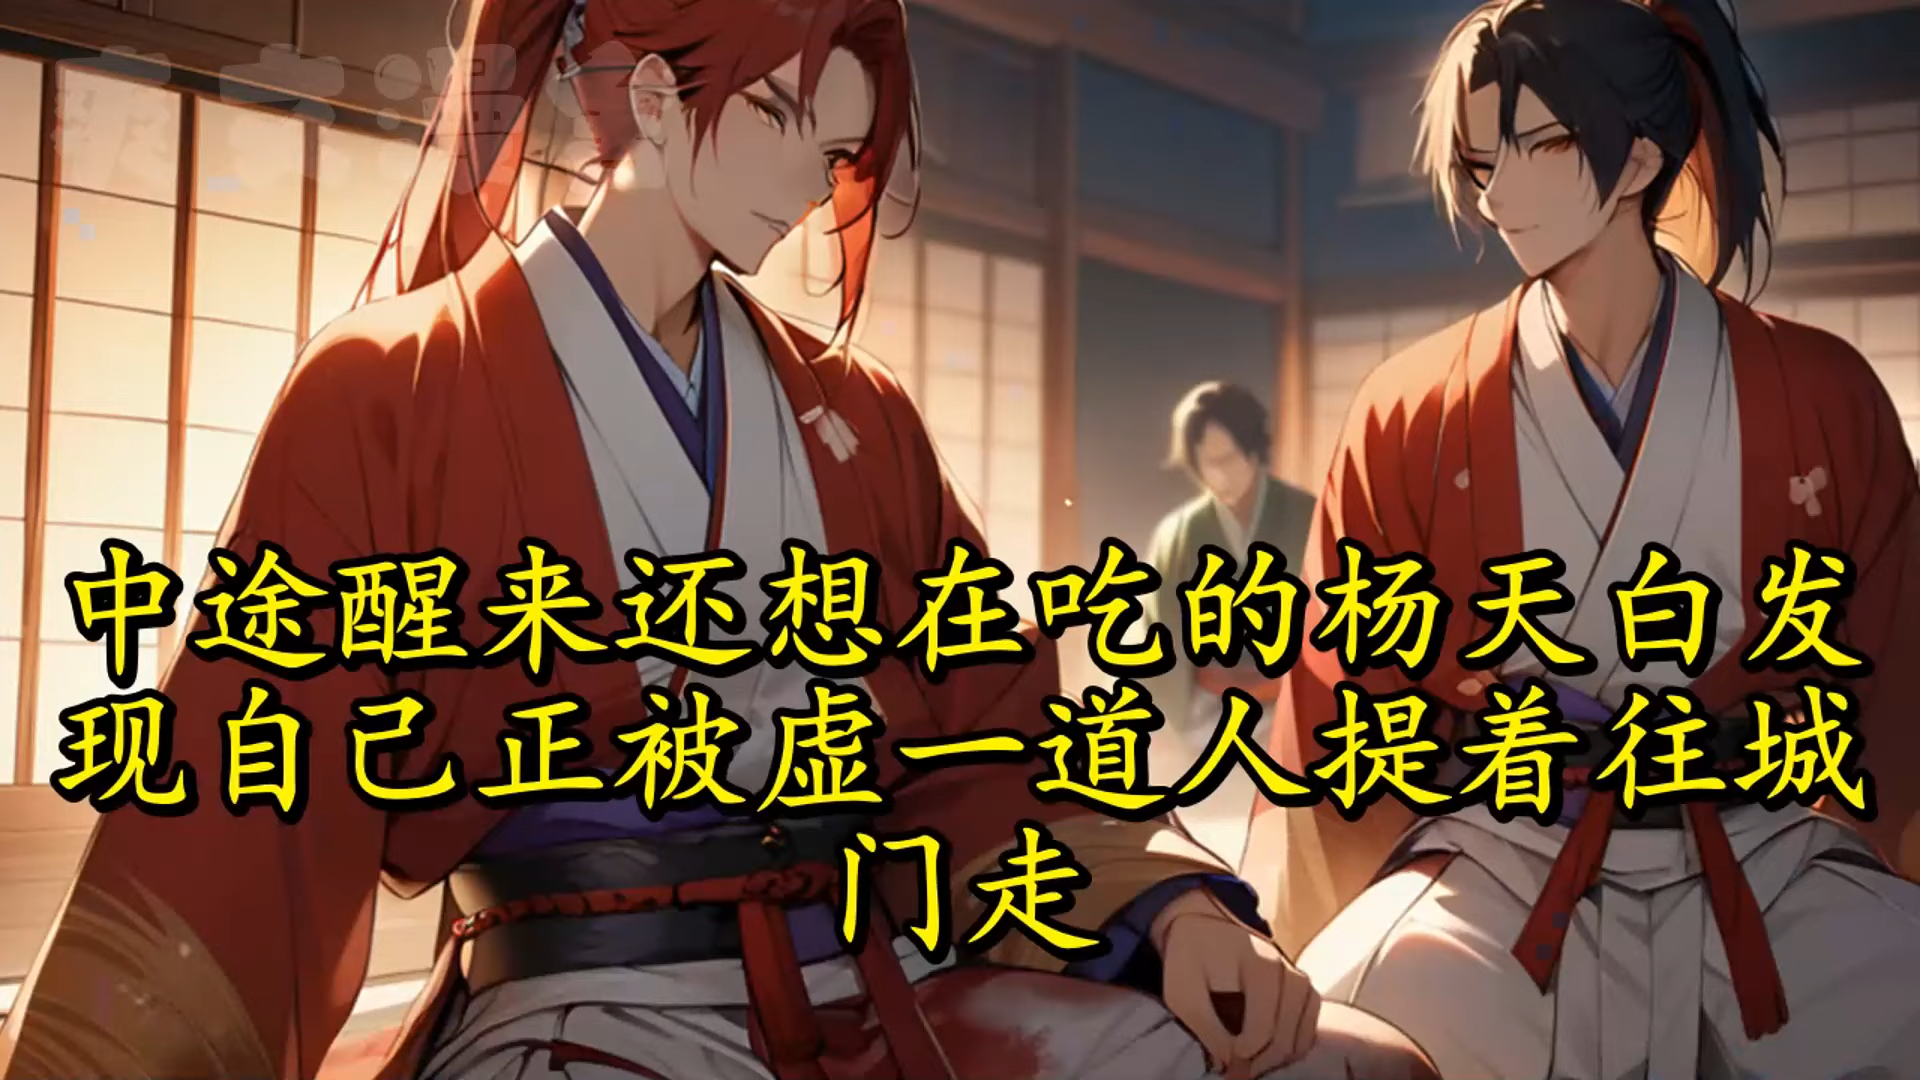 中途醒来还想在吃的杨天白发
现自己正被虚一道人提着往城
门走